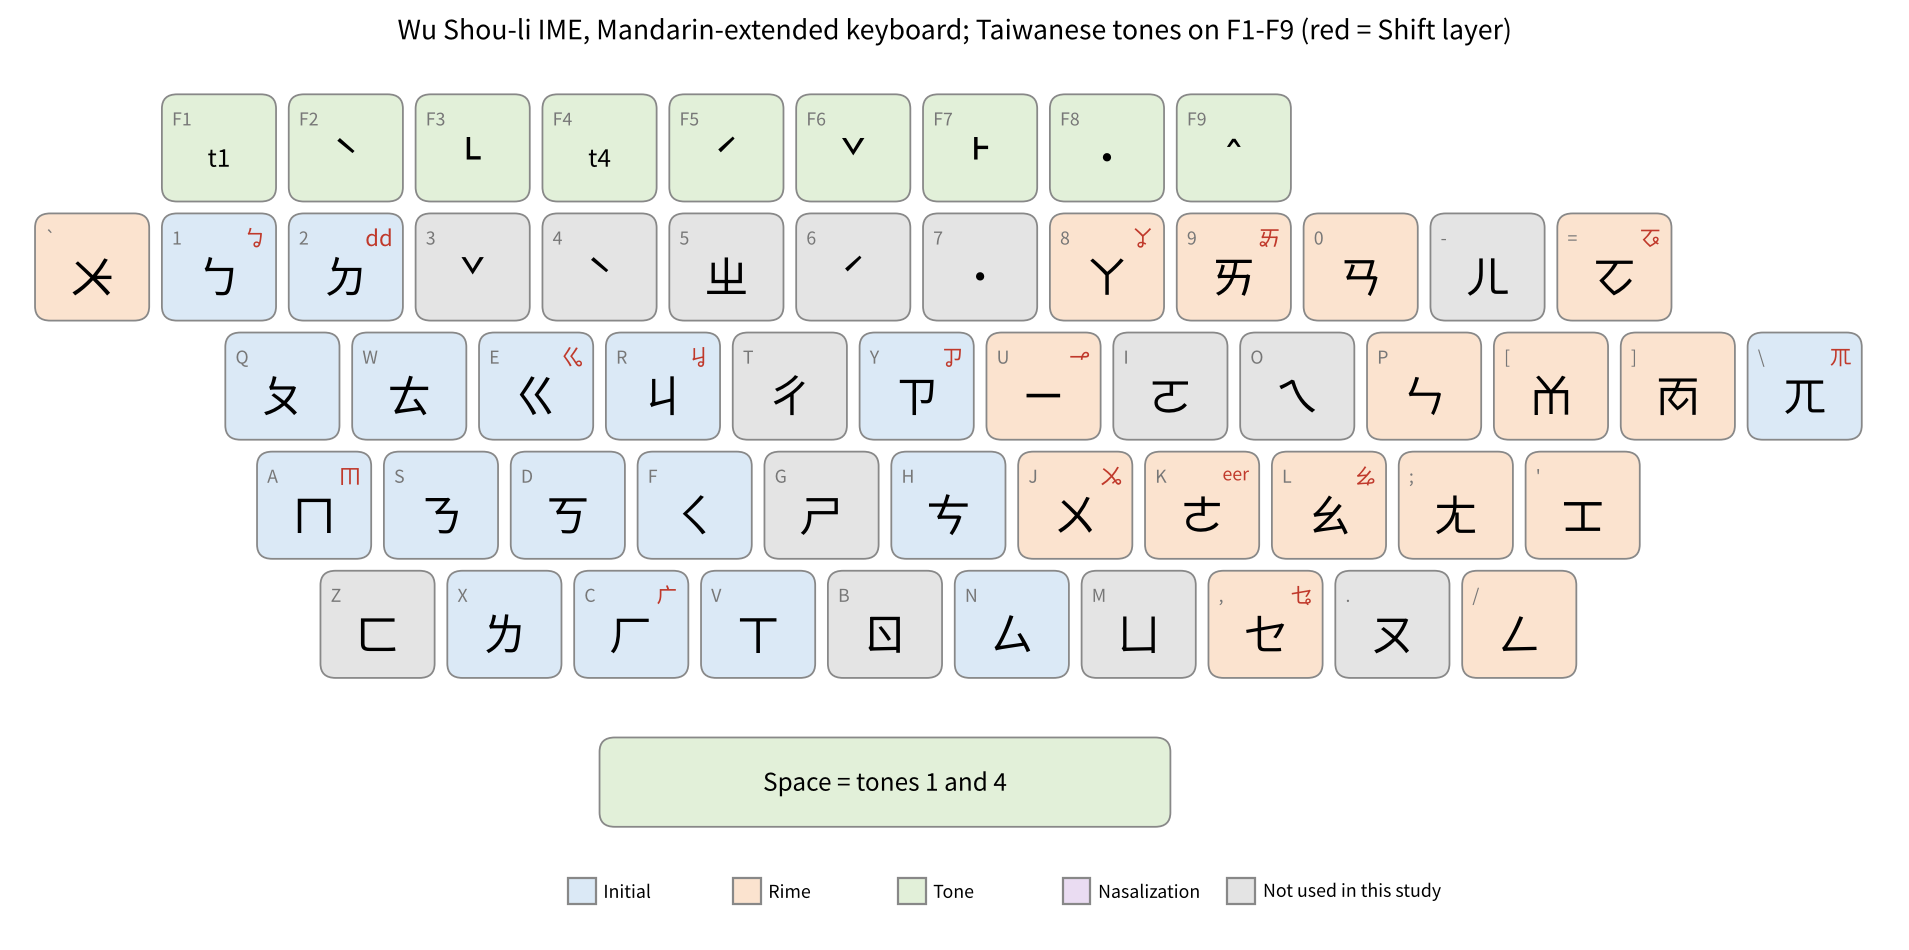 Wu Shou-li IME, Mandarin-extended keyboard; Taiwanese tones on F1-F9 (red = Shift layer)
F1 t1 F2 ˋ F3 ㄴ F4 t4 F5 ˊ F6 ˇ F7 ㅏ F8 • F9 ˄
` ㆨ 1 ㄅ ㆠ 2 ㄉ dd 3 ˇ 4 ˋ 5 ㄓ 6 ˊ 7 • 8 ㄚ ㆩ 9 ㄞ ㆮ 0 ㄢ - ㄦ = ㆦ ㆧ
Q ㄆ W ㄊ E ㄍ ㆣ R ㄐ ㆢ T ㄔ Y ㄗ ㆡ U ㄧ ㆪ I ㄛ O ㄟ P ㄣ [ ㆰ ] ㆱ \ ㄫ ㆭ
A ㄇ ㆬ S ㄋ D ㄎ F ㄑ G ㄕ H ㄘ J ㄨ ㆫ K ㄜ eer L ㄠ ㆯ ; ㄤ ' ㆲ
Z ㄈ X ㄌ C ㄏ ㄬ V ㄒ B ㄖ N ㄙ M ㄩ , ㆤ ㆥ . ㄡ / ㄥ
Space = tones 1 and 4
Initial Rime Tone Nasalization Not used in this study